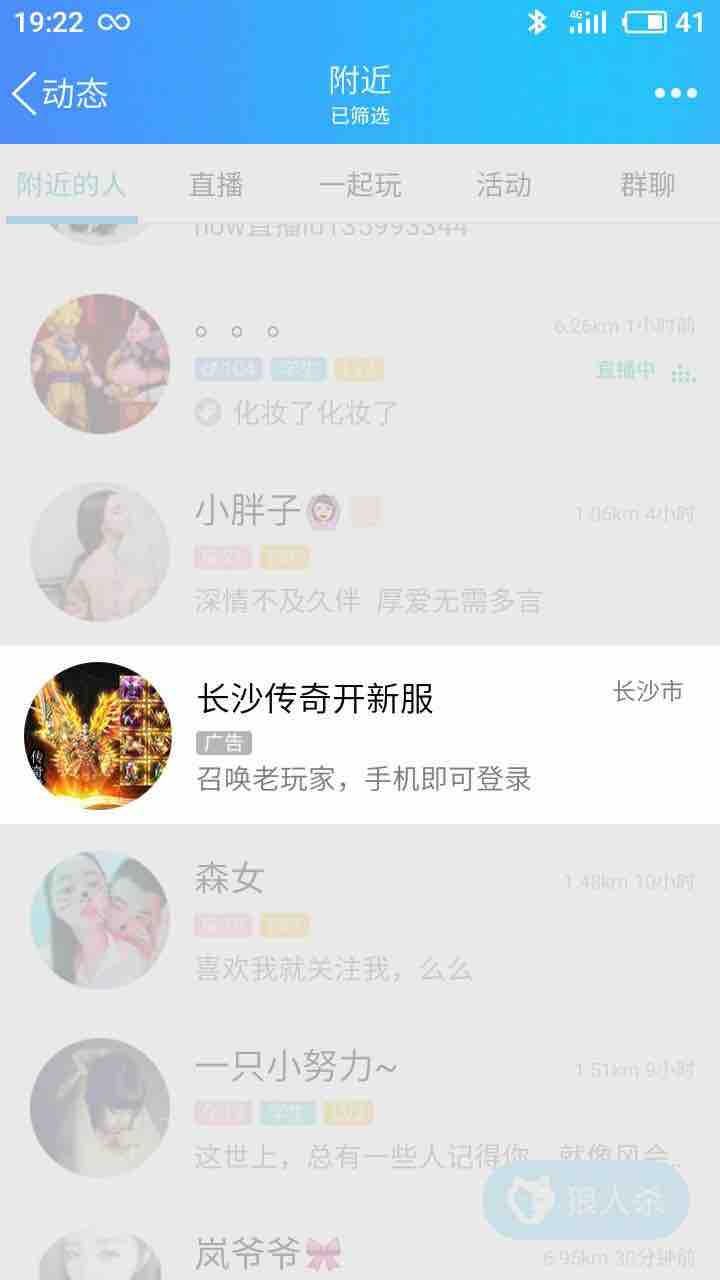 19:22
4G
41
动态
附近
已筛选
附近的人
直播
一起玩
活动
群聊
now直播id135993344
。。。
6.26km 1小时前
学生
直播中
化妆了化妆了
小胖子
1.06km 4小时
深情不及久伴 厚爱无需多言
长沙传奇开新服
长沙市
广告
召唤老玩家，手机即可登录
传奇
森女
1.48km 10小时
喜欢我就关注我，么么
一只小努力~
1.51km 9小时
学生
这世上，总有一些人记得你，就像风会..
狼人杀
岚爷爷
6.95km 30分钟前